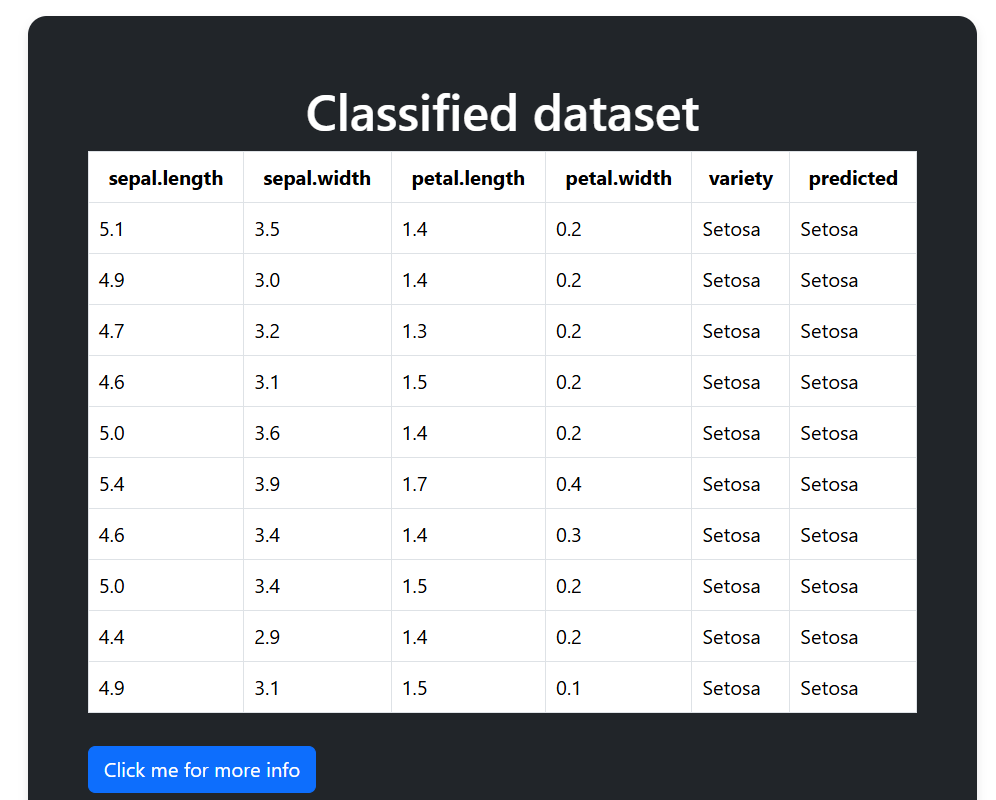 Classified dataset
sepal.length sepal.width petal.length petal.width variety predicted
5.1 3.5 1.4 0.2 Setosa Setosa
4.9 3.0 1.4 0.2 Setosa Setosa
4.7 3.2 1.3 0.2 Setosa Setosa
4.6 3.1 1.5 0.2 Setosa Setosa
5.0 3.6 1.4 0.2 Setosa Setosa
5.4 3.9 1.7 0.4 Setosa Setosa
4.6 3.4 1.4 0.3 Setosa Setosa
5.0 3.4 1.5 0.2 Setosa Setosa
4.4 2.9 1.4 0.2 Setosa Setosa
4.9 3.1 1.5 0.1 Setosa Setosa
Click me for more info